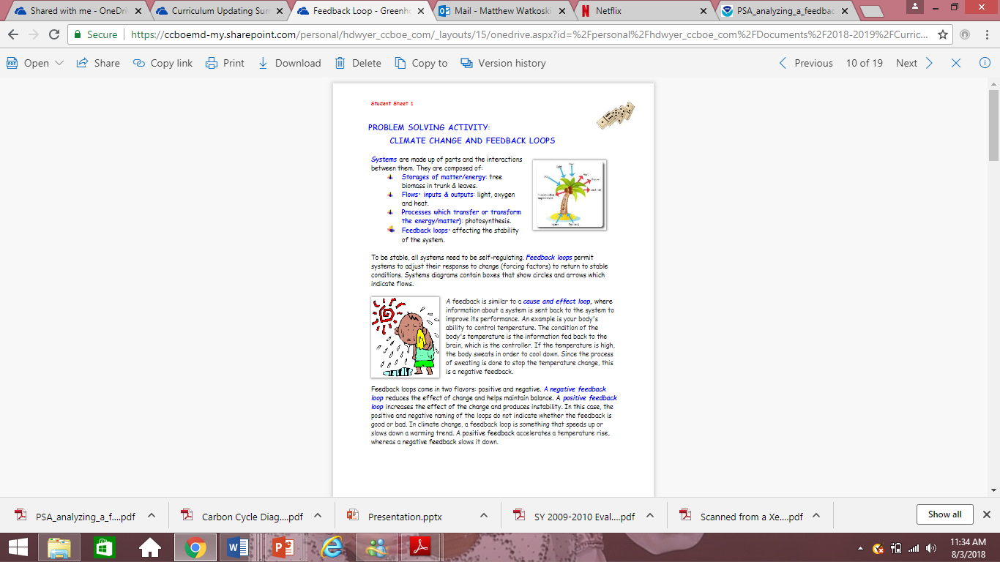 Shared with me - OneDri
Curriculum Updating Sum
Feedback Loop - Greenho
Mail - Matthew Watkoski
Netflix
PSA_analyzing_a_feedbac
Secure
https://ccboemd-my.sharepoint.com/personal/hdwyer_ccboe_com/_layouts/15/onedrive.aspx?id=%2Fpersonal%2Fhdwyer_ccboe_com%2FDocuments%2F2018-2019%2FCurric...
Open
Share
Copy link
Print
Download
Delete
Copy to
Version history
Previous
10 of 19
Next
Student Sheet 1
PROBLEM SOLVING ACTIVITY:
CLIMATE CHANGE AND FEEDBACK LOOPS
Systems are made up of parts and the interactions
between them. They are composed of:
Storages of matter/energy: tree
biomass in trunk & leaves.
Flows- inputs & outputs: light, oxygen
and heat.
Processes which transfer or transform
the energy/matter): photosynthesis.
Feedback loops- affecting the stability
of the system.
To be stable, all systems need to be self-regulating. Feedback loops permit
systems to adjust their response to change (forcing factors) to return to stable
conditions. Systems diagrams contain boxes that show circles and arrows which
indicate flows.
A feedback is similar to a cause and effect loop, where
information about a system is sent back to the system to
improve its performance. An example is your body's
ability to control temperature. The condition of the
body's temperature is the information fed back to the
brain, which is the controller. If the temperature is high,
the body sweats in order to cool down. Since the process
of sweating is done to stop the temperature change, this
is a negative feedback.
Feedback loops come in two flavors: positive and negative. A negative feedback
loop reduces the effect of change and helps maintain balance. A positive feedback
loop increases the effect of the change and produces instability. In this case, the
positive and negative naming of the loops do not indicate whether the feedback is
good or bad. In climate change, a feedback loop is something that speeds up or
slows down a warming trend. A positive feedback accelerates a temperature rise,
whereas a negative feedback slows it down.
PSA_analyzing_a_f....pdf
Carbon Cycle Diag....pdf
Presentation.pptx
SY 2009-2010 Eval....pdf
Scanned from a Xe....pdf
Show all
11:34 AM
8/3/2018